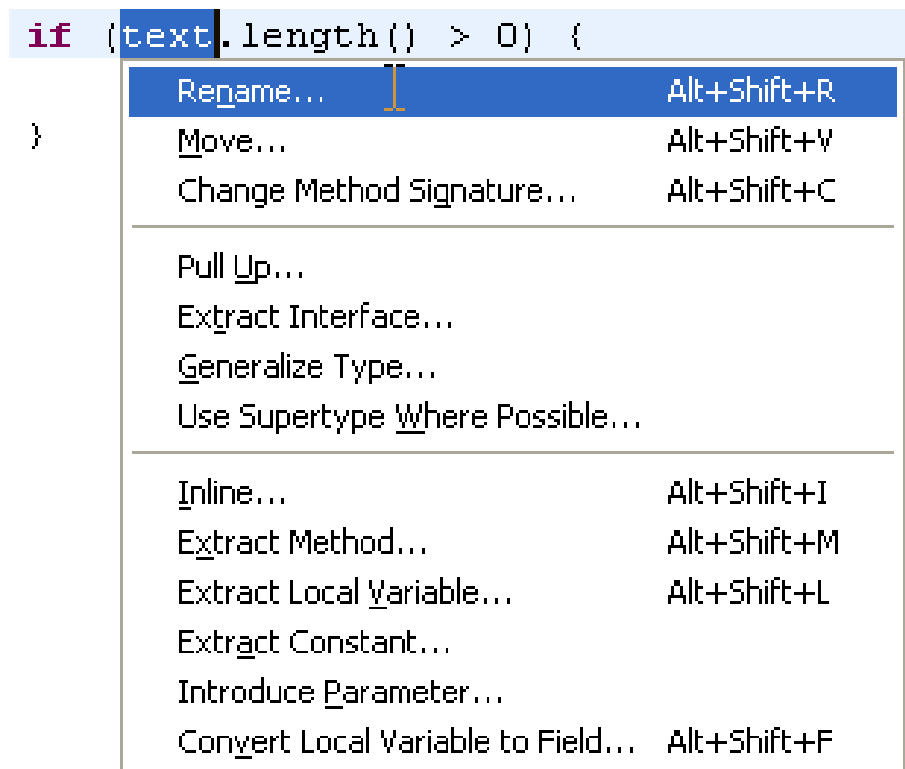 if (text.length() > 0) {
Rename... Alt+Shift+R
}
Move... Alt+Shift+V
Change Method Signature... Alt+Shift+C
Pull Up...
Extract Interface...
Generalize Type...
Use Supertype Where Possible...
Inline... Alt+Shift+I
Extract Method... Alt+Shift+M
Extract Local Variable... Alt+Shift+L
Extract Constant...
Introduce Parameter...
Convert Local Variable to Field... Alt+Shift+F